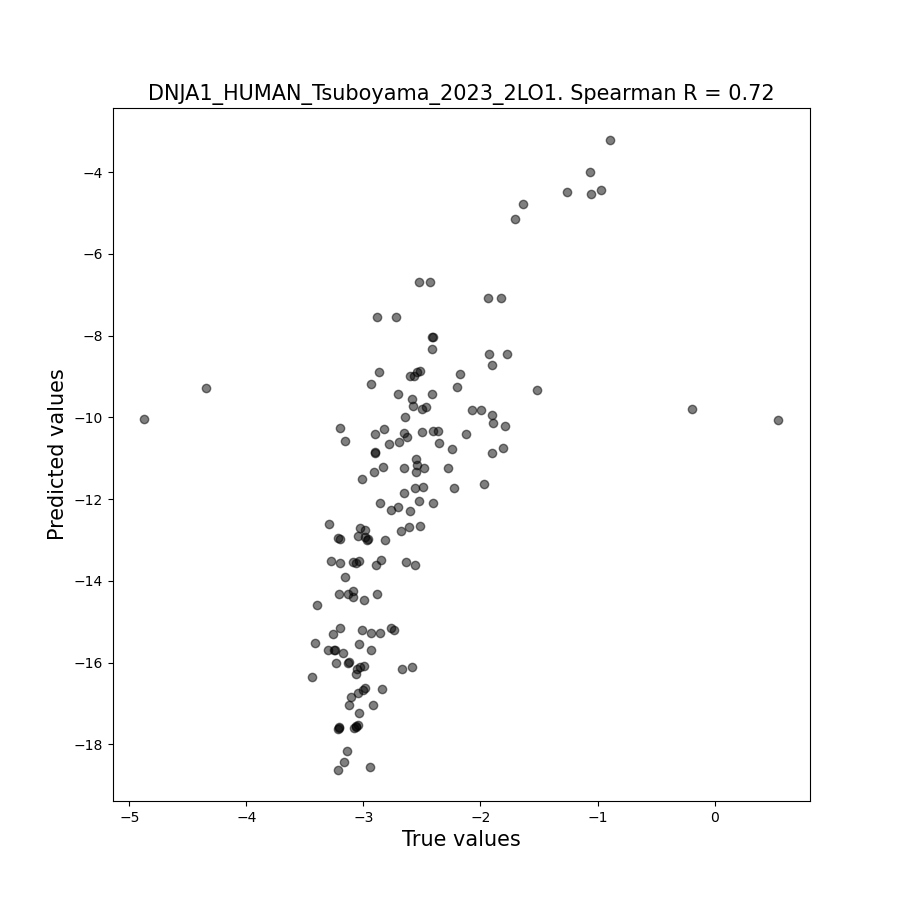 DNJA1_HUMAN_Tsuboyama_2023_2LO1. Spearman R = 0.72
−4
−6
−8
−10
−12
−14
−16
−18
Predicted values
−5 −4 −3 −2 −1 0
True values